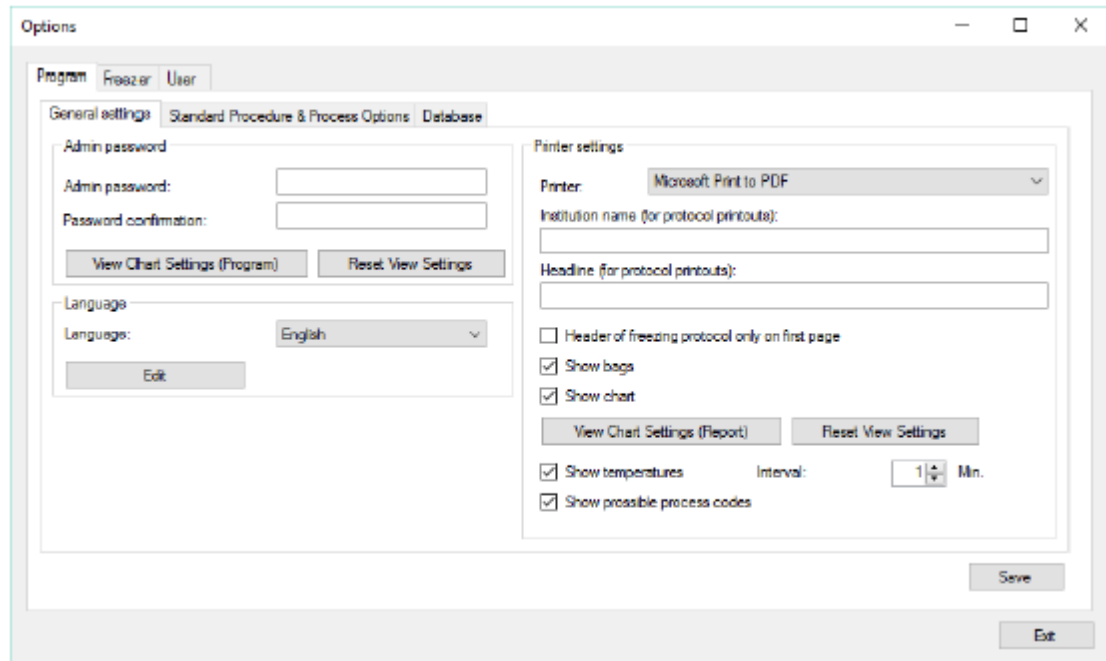 Options
Program Freezer User
General settings Standard Procedure & Process Options Database
Admin password
Admin password:
Password confirmation:
View Chart Settings (Program) Reset View Settings
Language
Language: English
Edit
Printer settings
Printer: Microsoft Print to PDF
Institution name (for protocol printouts):
Headline (for protocol printouts):
Header of freezing protocol only on first page
Show bags
Show chart
View Chart Settings (Report) Reset View Settings
Show temperatures Interval: 1 Min.
Show prossible process codes
Save
Exit